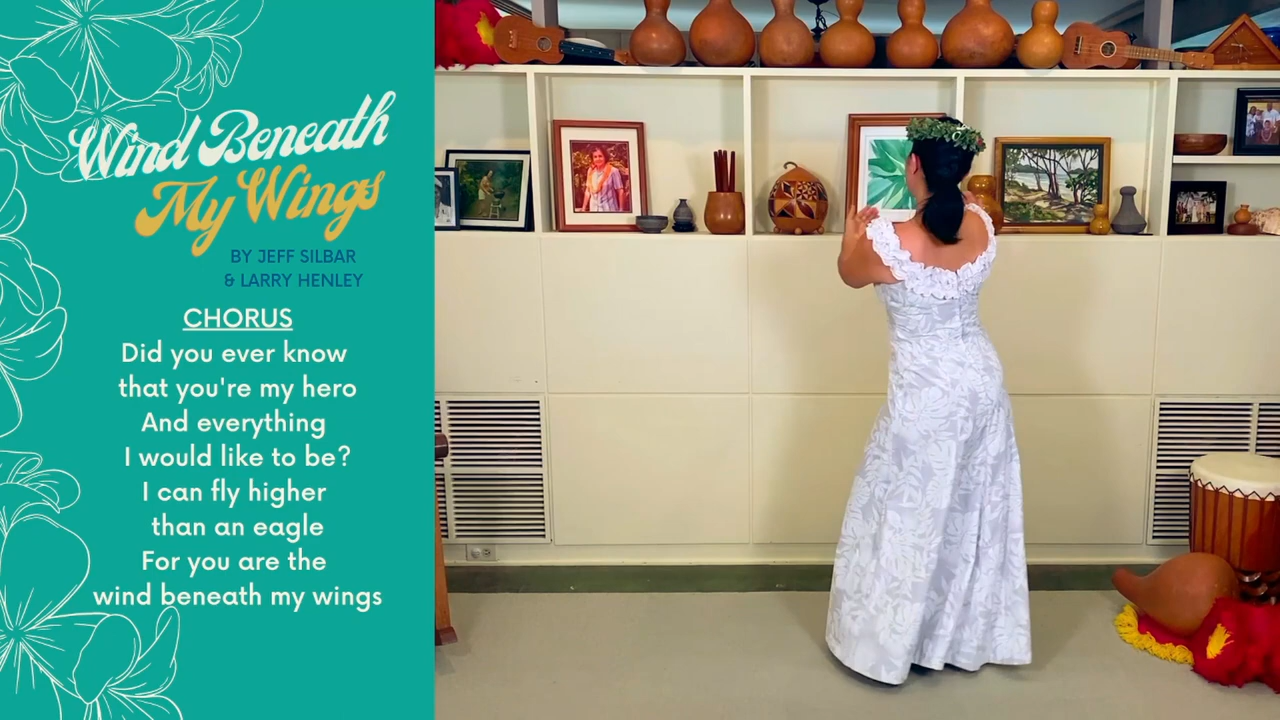 Wind Beneath
My Wings
BY JEFF SILBAR
& LARRY HENLEY
CHORUS
Did you ever know
that you're my hero
And everything
I would like to be?
I can fly higher
than an eagle
For you are the
wind beneath my wings